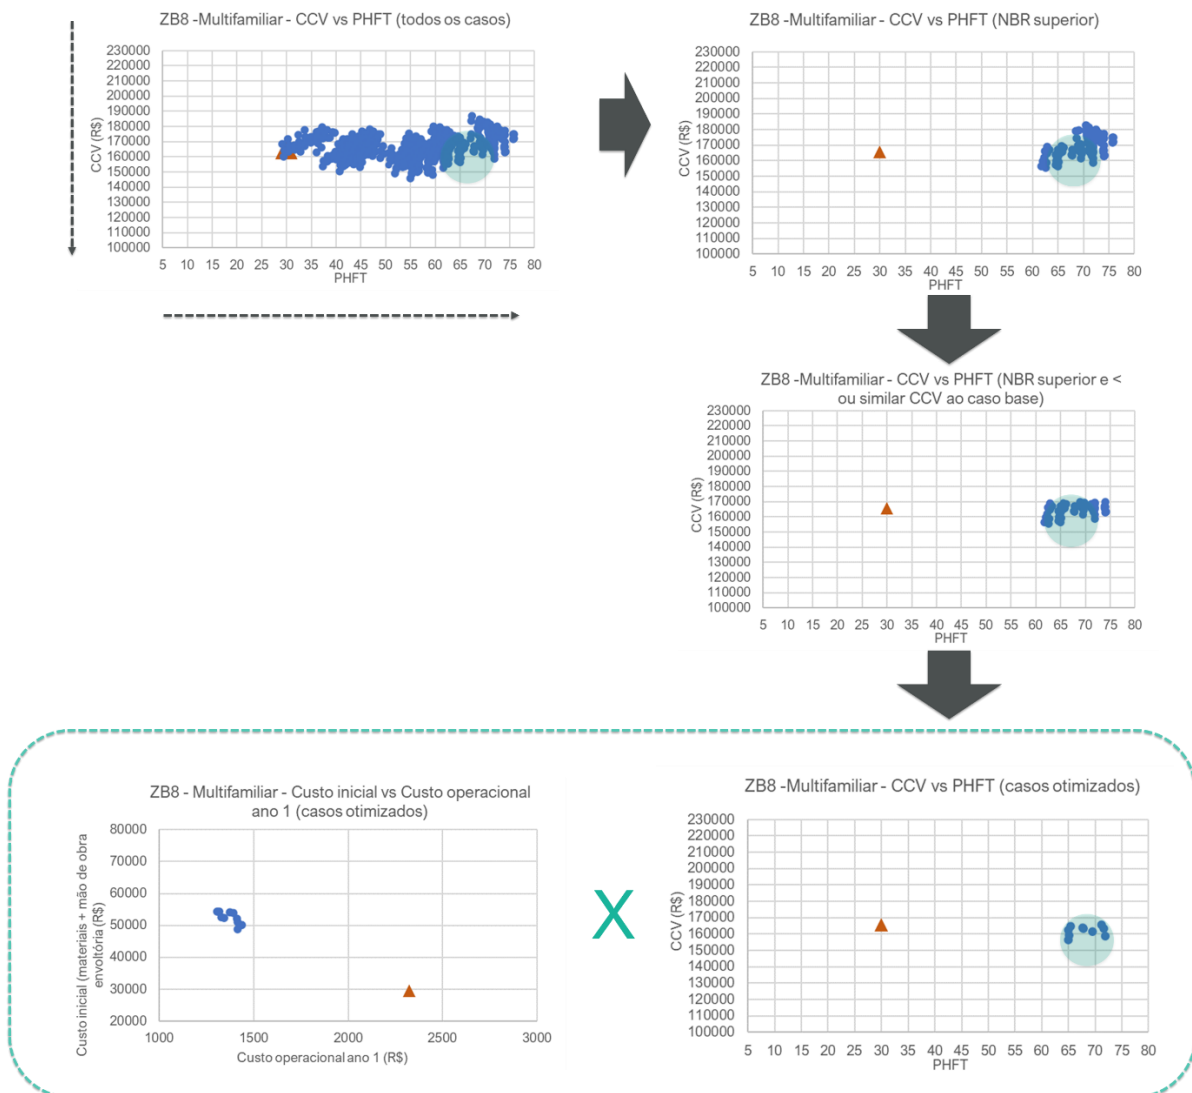 ZB8 -Multifamiliar - CCV vs PHFT (todos os casos)
CCV (R$)
230000
220000
210000
200000
190000
180000
170000
160000
150000
140000
130000
120000
110000
100000
5 10 15 20 25 30 35 40 45 50 55 60 65 70 75 80
PHFT
ZB8 -Multifamiliar - CCV vs PHFT (NBR superior)
CCV (R$)
230000
220000
210000
200000
190000
180000
170000
160000
150000
140000
130000
120000
110000
100000
5 10 15 20 25 30 35 40 45 50 55 60 65 70 75 80
PHFT
ZB8 -Multifamiliar - CCV vs PHFT (NBR superior e <
ou similar CCV ao caso base)
CCV (R$)
230000
220000
210000
200000
190000
180000
170000
160000
150000
140000
130000
120000
110000
100000
5 10 15 20 25 30 35 40 45 50 55 60 65 70 75 80
PHFT
ZB8 - Multifamiliar - Custo inicial vs Custo operacional
ano 1 (casos otimizados)
Custo inicial (materiais + mão de obra
envoltória (R$)
80000
70000
60000
50000
40000
30000
20000
1000 1500 2000 2500 3000
Custo operacional ano 1 (R$)
X
ZB8 -Multifamiliar - CCV vs PHFT (casos otimizados)
CCV (R$)
230000
220000
210000
200000
190000
180000
170000
160000
150000
140000
130000
120000
110000
100000
5 10 15 20 25 30 35 40 45 50 55 60 65 70 75 80
PHFT